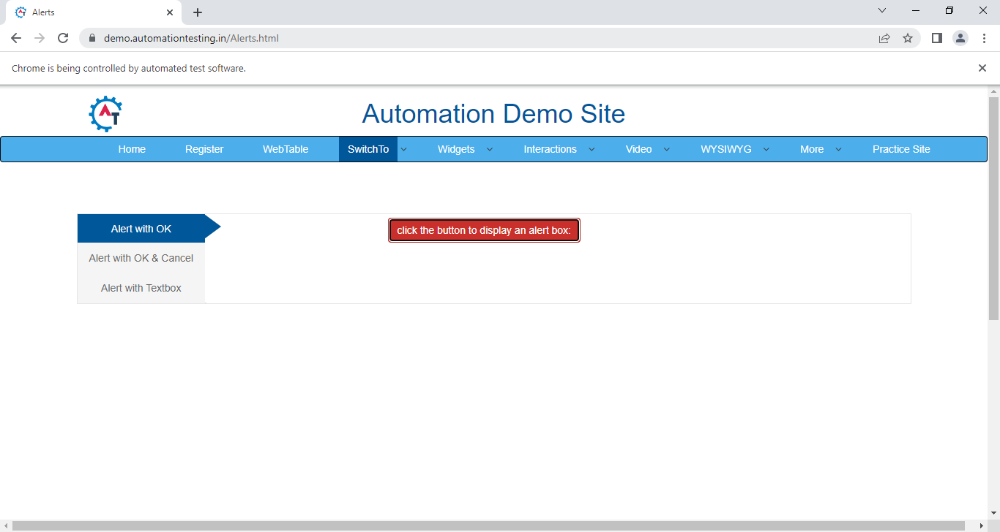 Alerts
demo.automationtesting.in/Alerts.html
Chrome is being controlled by automated test software.
AT
Automation Demo Site
Home Register WebTable SwitchTo Widgets Interactions Video WYSIWYG More Practice Site
Alert with OK
click the button to display an alert box:
Alert with OK & Cancel
Alert with Textbox